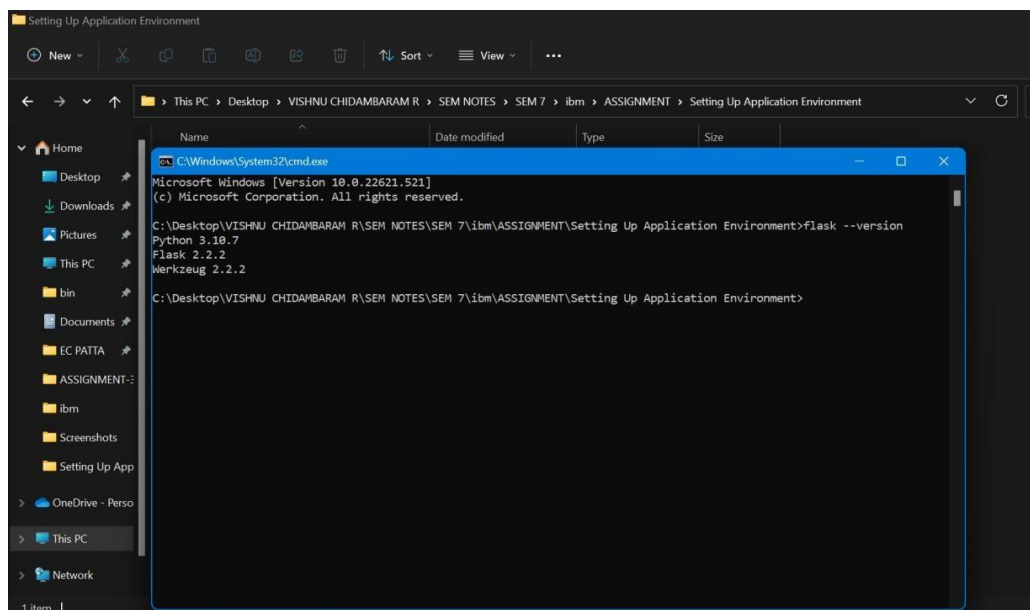 Setting Up Application Environment
New Sort View ...
This PC > Desktop > VISHNU CHIDAMBARAM R > SEM NOTES > SEM 7 > ibm > ASSIGNMENT > Setting Up Application Environment
Name Date modified Type Size
Home
Desktop
Downloads
Pictures
This PC
bin
Documents
EC PATTA
ASSIGNMENT-3
ibm
Screenshots
Setting Up App
OneDrive - Perso
This PC
Network
1 item
C:\Windows\System32\cmd.exe
Microsoft Windows [Version 10.0.22621.521]
(c) Microsoft Corporation. All rights reserved.
C:\Desktop\VISHNU CHIDAMBARAM R\SEM NOTES\SEM 7\ibm\ASSIGNMENT\Setting Up Application Environment>flask --version
Python 3.10.7
Flask 2.2.2
Werkzeug 2.2.2
C:\Desktop\VISHNU CHIDAMBARAM R\SEM NOTES\SEM 7\ibm\ASSIGNMENT\Setting Up Application Environment>